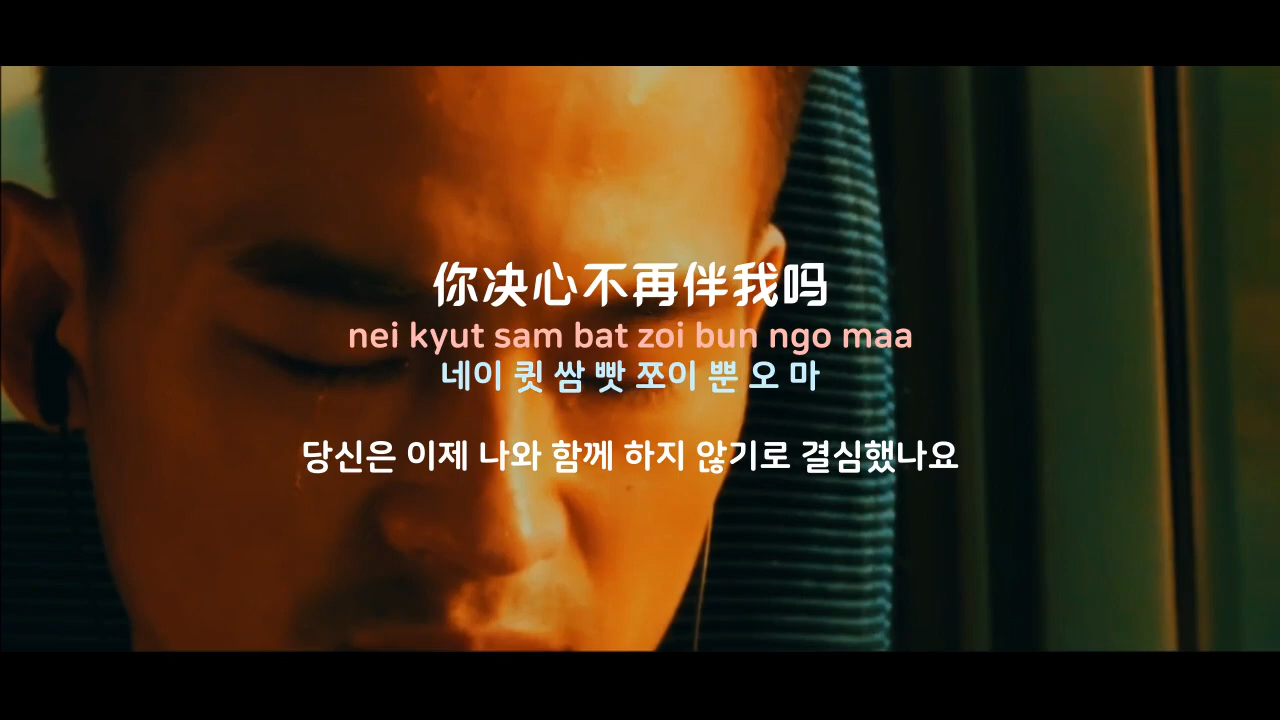 你决心不再伴我吗
nei kyut sam bat zoi bun ngo maa
네이 퀏 쌈 빳 쪼이 뿐 오 마
당신은 이제 나와 함께 하지 않기로 결심했나요